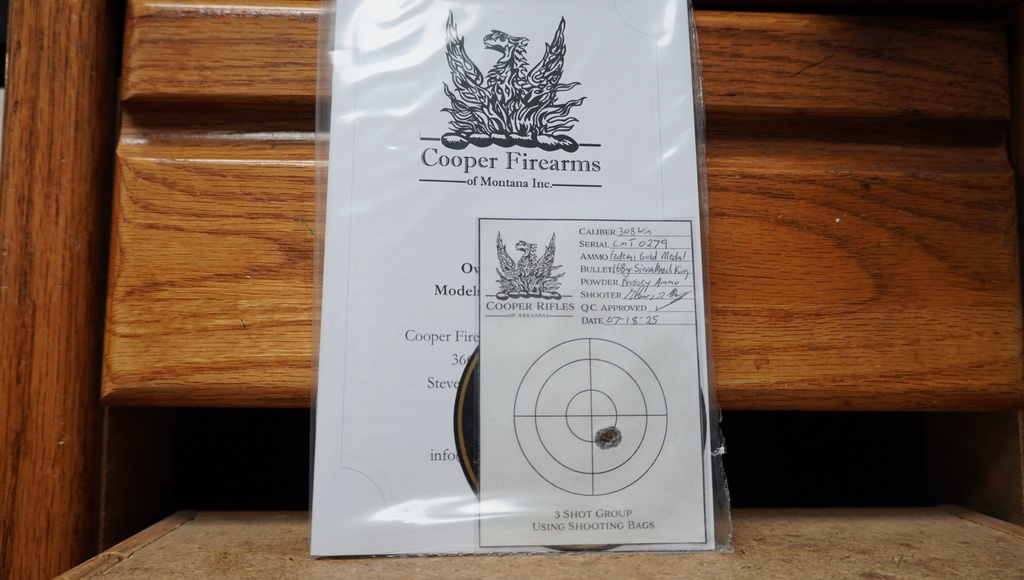 Cooper Firearms
of Montana Inc.
Ow
Models
Cooper Fire
36
Steve
info
COOPER RIFLES
OF ARKANSAS
CALIBER 308 Win
SERIAL CMT 0279
AMMO Federal Gold Medal
BULLET 168gr Sierra Match King
POWDER Factory Ammo
SHOOTER
Q.C. APPROVED ✓
DATE 07-18-25
3 SHOT GROUP
USING SHOOTING BAGS